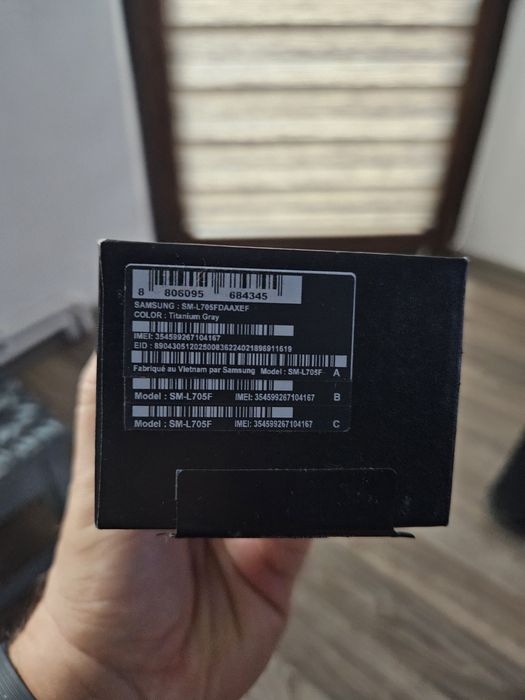 8 806095 684345
SAMSUNG : SM-L705FDAAXEF
COLOR : Titanium Gray
IMEI: 354599267104167
EID : 89043051202500836224021896911619
Fabriqué au Vietnam par Samsung Model : SM-L705F A
Model : SM-L705F IMEI: 354599267104167 B
Model : SM-L705F IMEI: 354599267104167 C